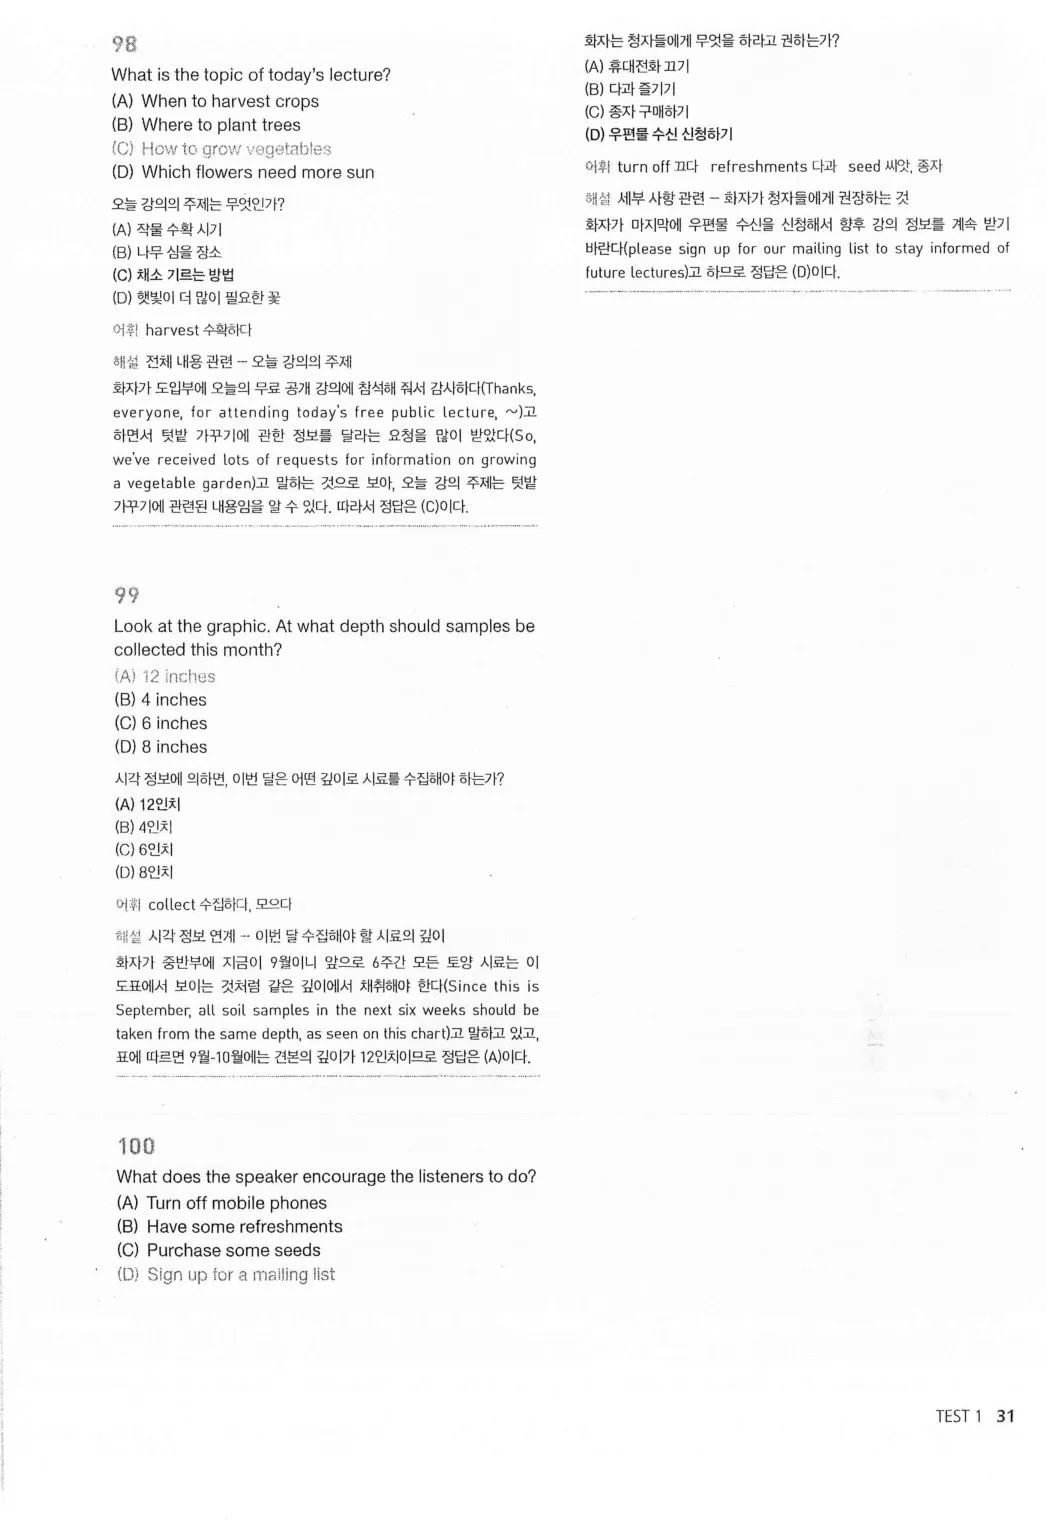 98
What is the topic of today's lecture?
(A) When to harvest crops
(B) Where to plant trees
(C) How to grow vegetables
(D) Which flowers need more sun
오늘 강의의 주제는 무엇인가?
(A) 작물 수확 시기
(B) 나무 심을 장소
(C) 채소 기르는 방법
(D) 햇빛이 더 많이 필요한 꽃
어휘 harvest 수확하다
해설 전체 내용 관련 – 오늘 강의의 주제
화자가 도입부에 오늘의 무료 공개 강의에 참석해 줘서 감사하다(Thanks,
everyone, for attending today's free public lecture, ~)고
하면서 텃밭 가꾸기에 관한 정보를 달라는 요청을 많이 받았다(So,
we've received lots of requests for information on growing
a vegetable garden)고 말하는 것으로 보아, 오늘 강의 주제는 텃밭
가꾸기에 관련된 내용임을 알 수 있다. 따라서 정답은 (C)이다.
99
Look at the graphic. At what depth should samples be
collected this month?
(A) 12 inches
(B) 4 inches
(C) 6 inches
(D) 8 inches
시각 정보에 의하면, 이번 달은 어떤 깊이로 시료를 수집해야 하는가?
(A) 12인치
(B) 4인치
(C) 6인치
(D) 8인치
어휘 collect 수집하다, 모으다
해설 시각 정보 연계 – 이번 달 수집해야 할 시료의 깊이
화자가 중반부에 지금이 9월이니 앞으로 6주간 모든 토양 시료는 이
도표에서 보이는 것처럼 같은 깊이에서 채취해야 한다(Since this is
September, all soil samples in the next six weeks should be
taken from the same depth, as seen on this chart)고 말하고 있고,
표에 따르면 9월-10월에는 견본의 깊이가 12인치이므로 정답은 (A)이다.
100
What does the speaker encourage the listeners to do?
(A) Turn off mobile phones
(B) Have some refreshments
(C) Purchase some seeds
(D) Sign up for a mailing list
화자는 청자들에게 무엇을 하라고 권하는가?
(A) 휴대전화 끄기
(B) 다과 즐기기
(C) 종자 구매하기
(D) 우편물 수신 신청하기
어휘 turn off 끄다 refreshments 다과 seed 씨앗, 종자
해설 세부 사항 관련 – 화자가 청자들에게 권장하는 것
화자가 마지막에 우편물 수신을 신청해서 향후 강의 정보를 계속 받기
바란다(please sign up for our mailing list to stay informed of
future lectures)고 하므로 정답은 (D)이다.
TEST 1 31